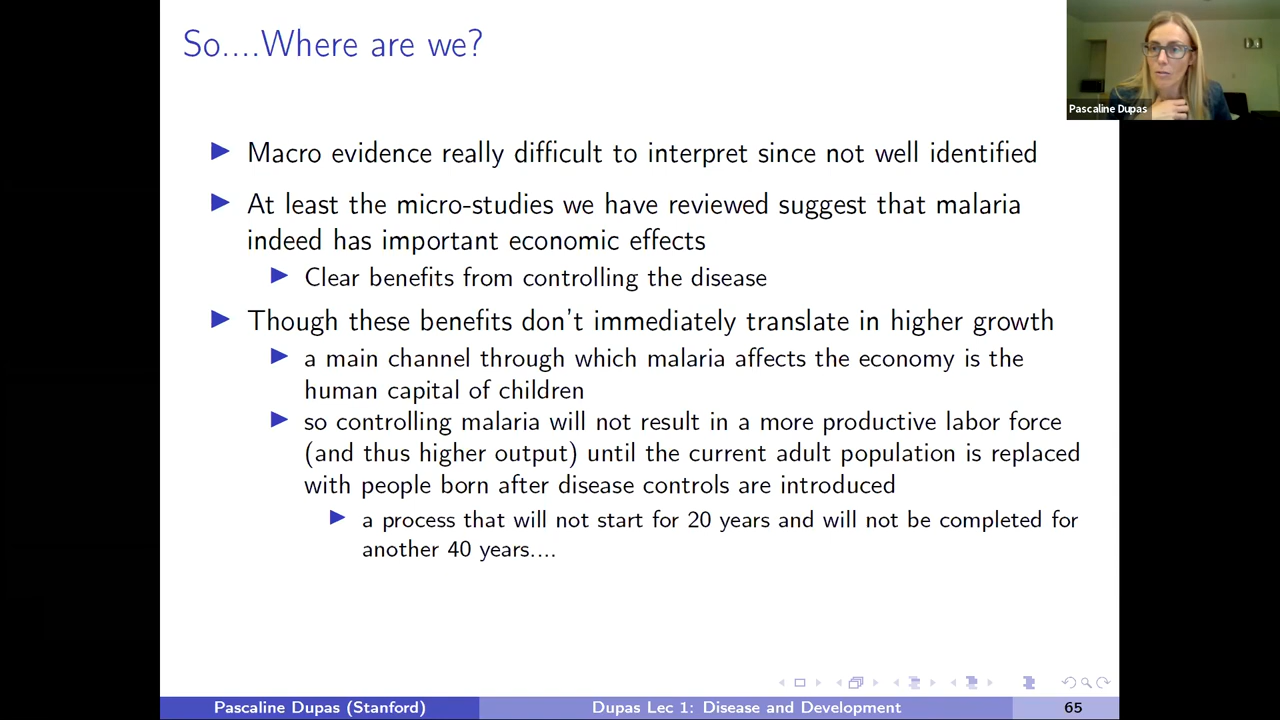 So....Where are we?
Pascaline Dupas
Macro evidence really difficult to interpret since not well identified
At least the micro-studies we have reviewed suggest that malaria
indeed has important economic effects
Clear benefits from controlling the disease
Though these benefits don't immediately translate in higher growth
a main channel through which malaria affects the economy is the
human capital of children
so controlling malaria will not result in a more productive labor force
(and thus higher output) until the current adult population is replaced
with people born after disease controls are introduced
a process that will not start for 20 years and will not be completed for
another 40 years....
Pascaline Dupas (Stanford)
Dupas Lec 1: Disease and Development
65